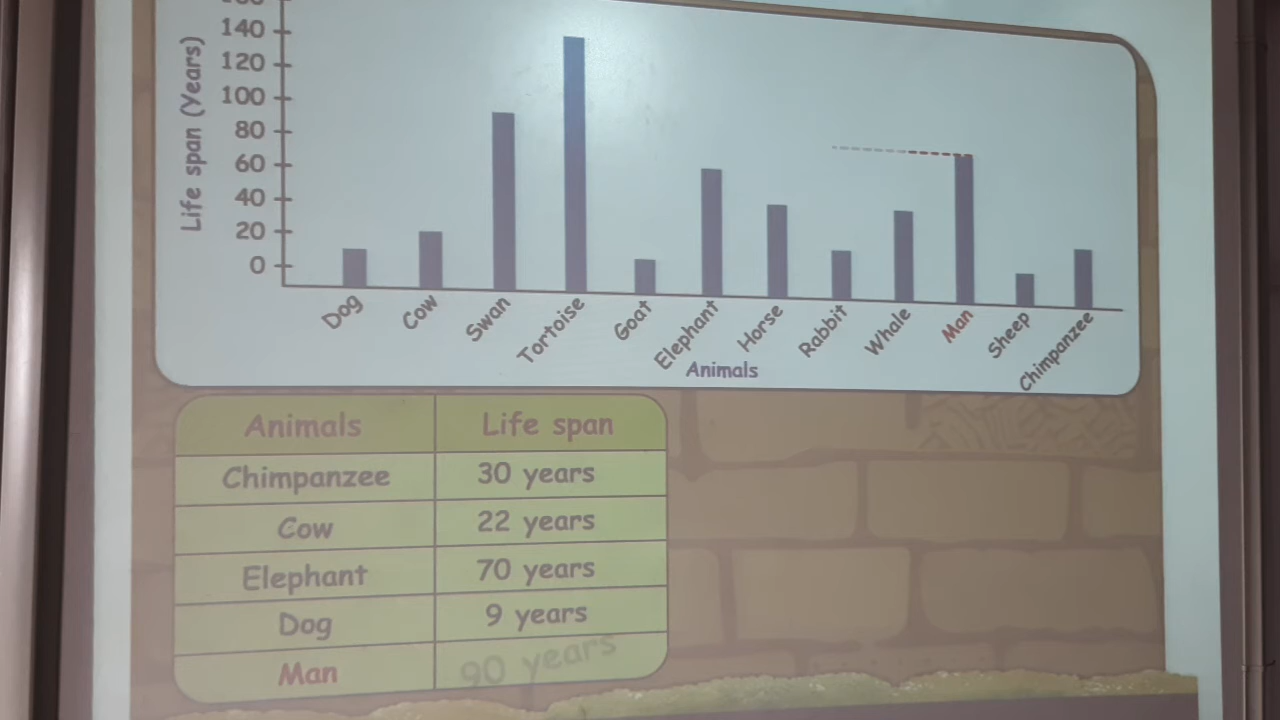 140
120
100
80
60
40
20
0
Life span (Years)
Dog Cow Swan Tortoise Goat Elephant Horse Rabbit Whale Man Sheep Chimpanzee
Animals
Animals Life span
Chimpanzee 30 years
Cow 22 years
Elephant 70 years
Dog 9 years
Man 90 years